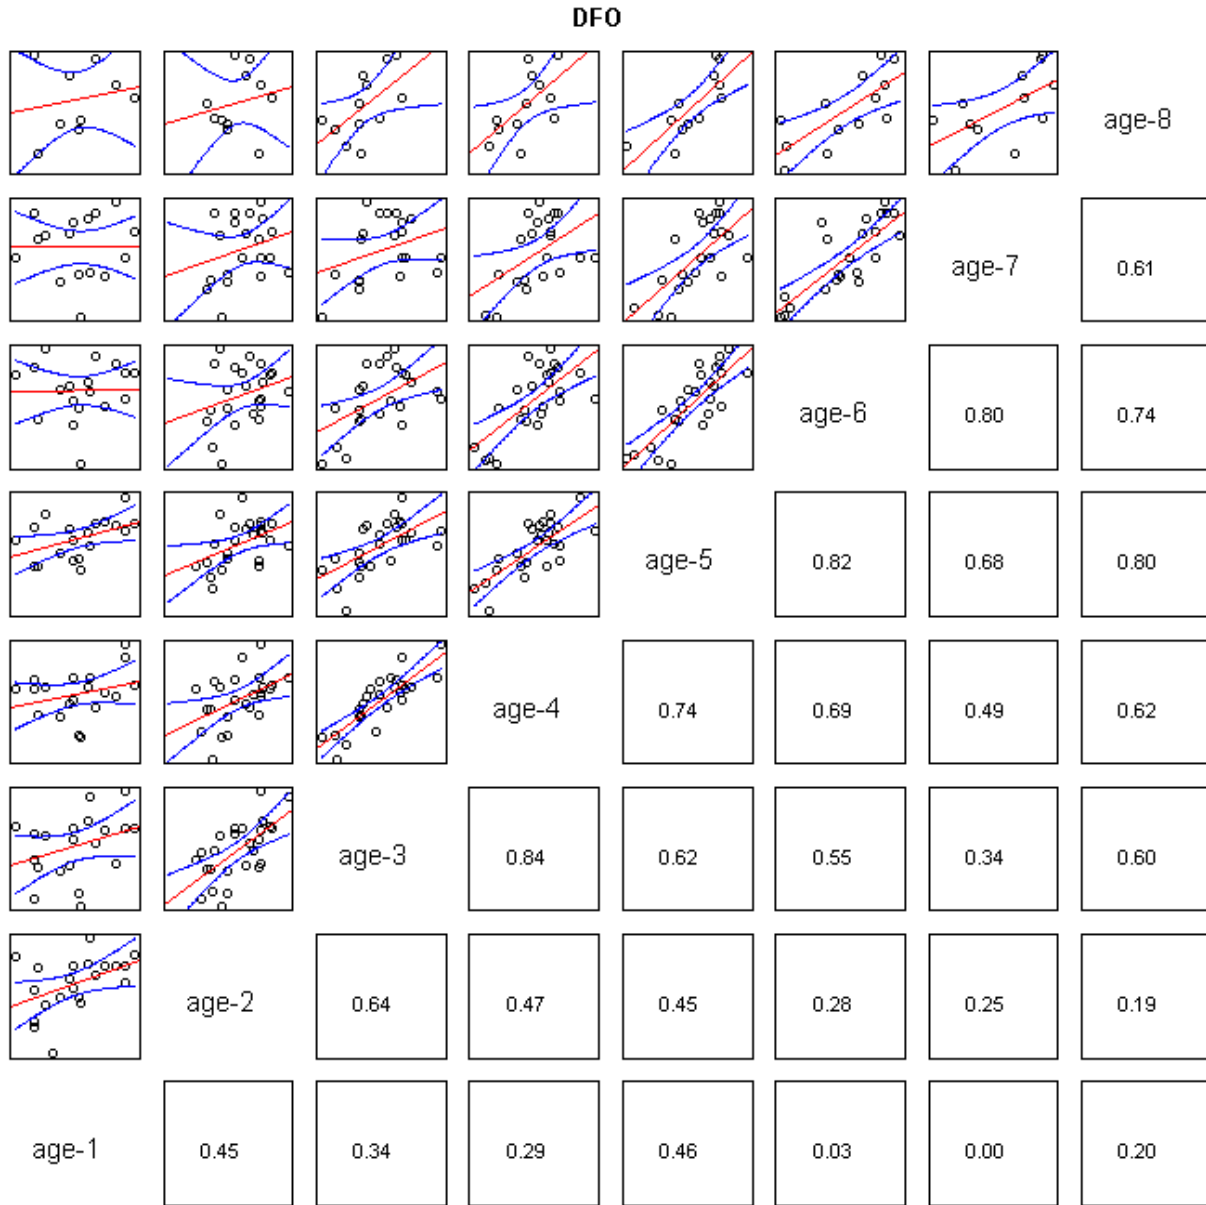 DFO
age-8
age-7 0.61
age-6 0.80 0.74
age-5 0.82 0.68 0.80
age-4 0.74 0.69 0.49 0.62
age-3 0.84 0.62 0.55 0.34 0.60
age-2 0.64 0.47 0.45 0.28 0.25 0.19
age-1 0.45 0.34 0.29 0.46 0.03 0.00 0.20